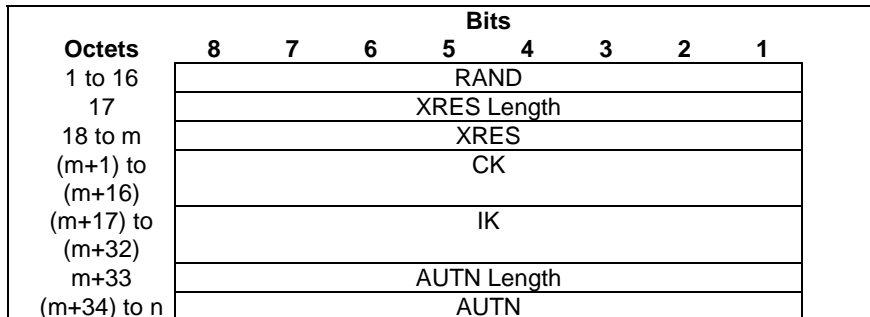 Bits
Octets 8 7 6 5 4 3 2 1
1 to 16 RAND
17 XRES Length
18 to m XRES
(m+1) to CK
(m+16)
(m+17) to IK
(m+32)
m+33 AUTN Length
(m+34) to n AUTN